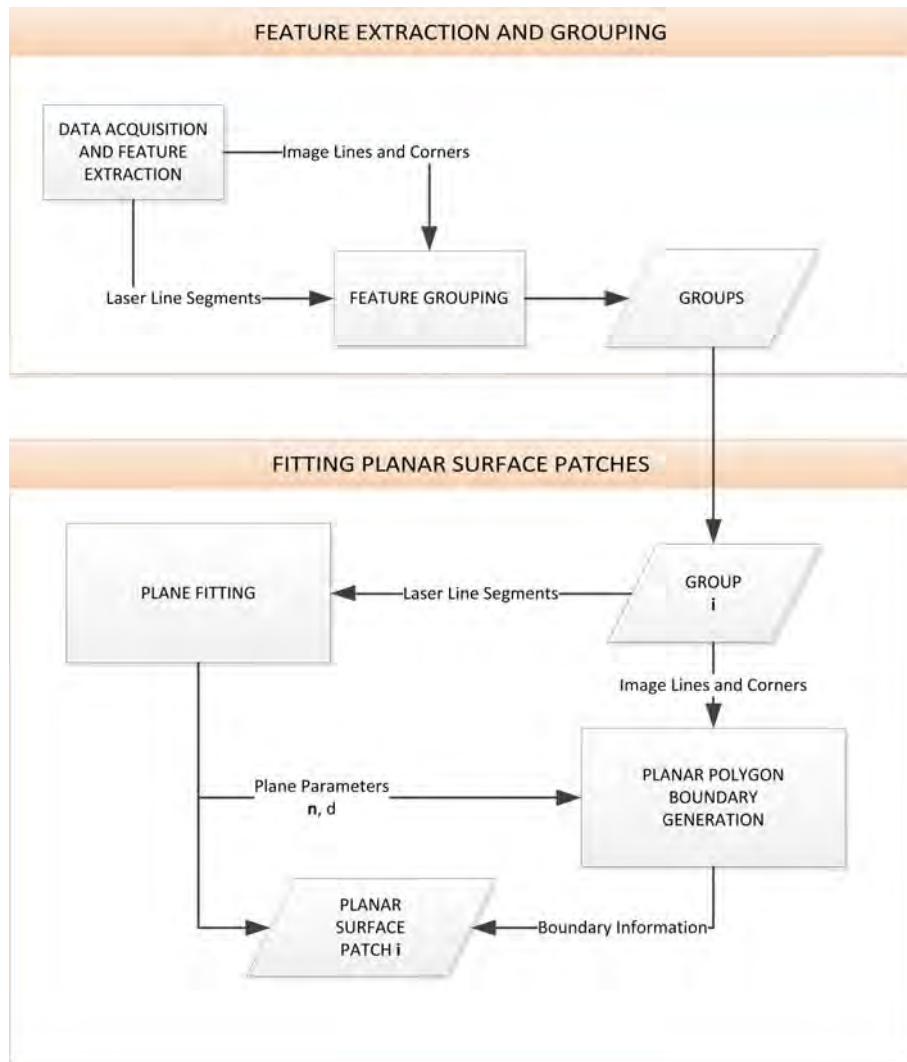 FEATURE EXTRACTION AND GROUPING
DATA ACQUISITION
AND FEATURE
EXTRACTION
Image Lines and Corners
Laser Line Segments
FEATURE GROUPING
GROUPS
FITTING PLANAR SURFACE PATCHES
PLANE FITTING
Laser Line Segments
GROUP
i
Image Lines and Corners
Plane Parameters
n, d
PLANAR POLYGON
BOUNDARY
GENERATION
PLANAR
SURFACE
PATCH i
Boundary Information